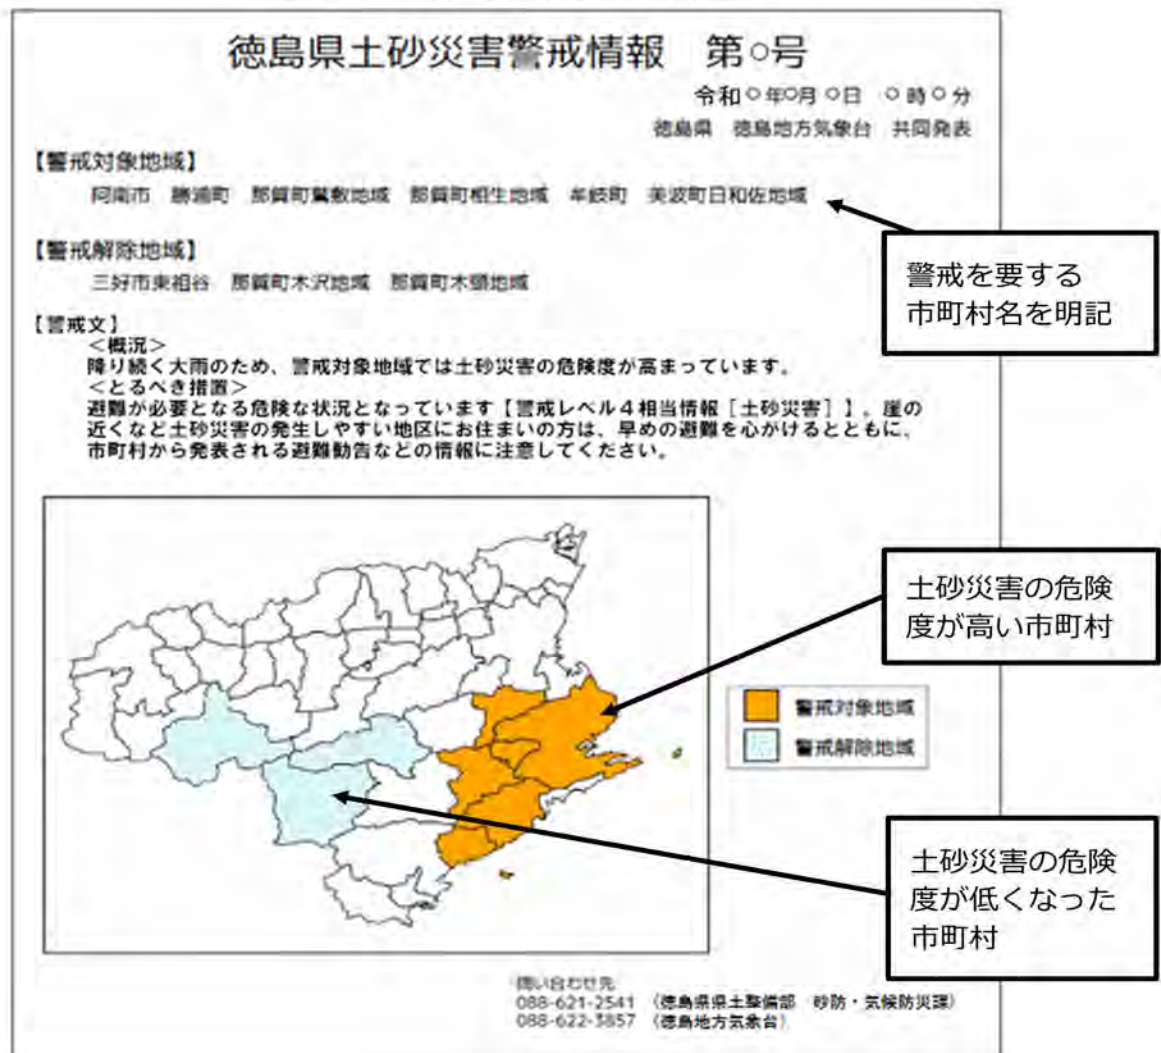 徳島県土砂災害警戒情報　第○号
令和○年○月○日　○時○分
徳島県　徳島地方気象台　共同発表
【警戒対象地域】
阿南市　勝浦町　那賀町鷲敷地域　那賀町相生地域　牟岐町　美波町日和佐地域
【警戒解除地域】
三好市東祖谷　那賀町木沢地域　那賀町木頭地域
【警戒文】
＜概況＞
降り続く大雨のため、警戒対象地域では土砂災害の危険度が高まっています。
＜とるべき措置＞
避難が必要となる危険な状況となっています【警戒レベル４相当情報［土砂災害］】。崖の
近くなど土砂災害の発生しやすい地区にお住まいの方は、早めの避難を心がけるとともに、
市町村から発表される避難勧告などの情報に注意してください。
警戒を要する
市町村名を明記
土砂災害の危険
度が高い市町村
警戒対象地域
警戒解除地域
土砂災害の危険
度が低くなった
市町村
問い合わせ先
088-621-2541　（徳島県県土整備部　砂防・気候防災課）
088-622-3857　（徳島地方気象台）